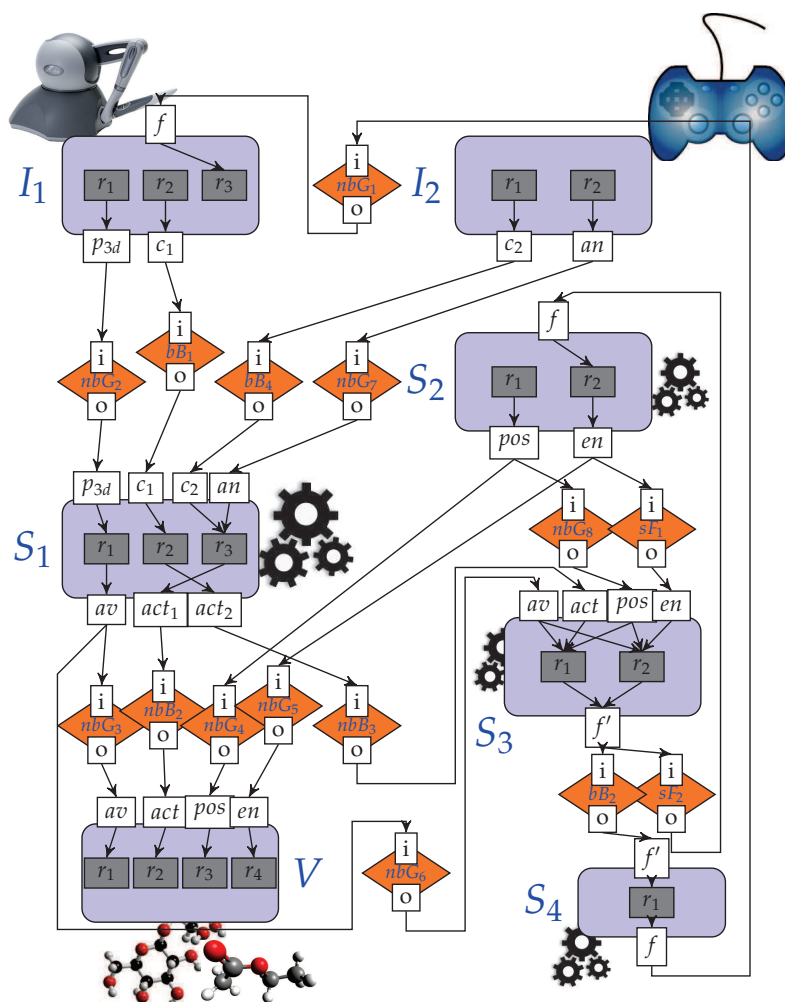 f
i
I₁
r₁ r₂ r₃
nbG₁
I₂
r₁ r₂
o
p₃d c₁
c₂ an
f
i
i i i
bB₁
nbG₂
bB₄ nbG₇
S₂
r₁ r₂
o
o o o
pos en
p₃d c₁ c₂ an
i i
nbG₈ sF₁
S₁
r₁ r₂ r₃
o o
av act pos en
av act₁ act₂
r₁ r₂
i i i i i
nbG₃ nbB₂ nbG₄ nbG₅ nbB₃
S₃
f'
o o o o o
i i
bB₂ sF₂
av act pos en
o o
i
f'
r₁ r₂ r₃ r₄
V
nbG₆
o
S₄
r₁
f